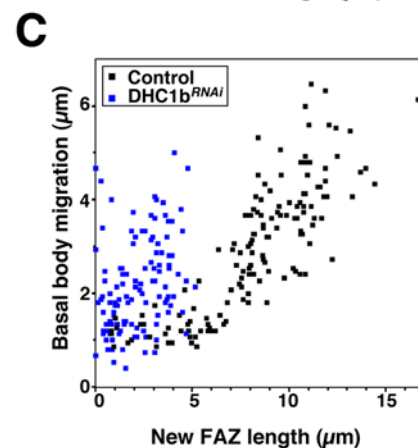 C
Control
DHC1bRNAi
Basal body migration (µm)
6
4
2
0
0 5 10 15
New FAZ length (µm)